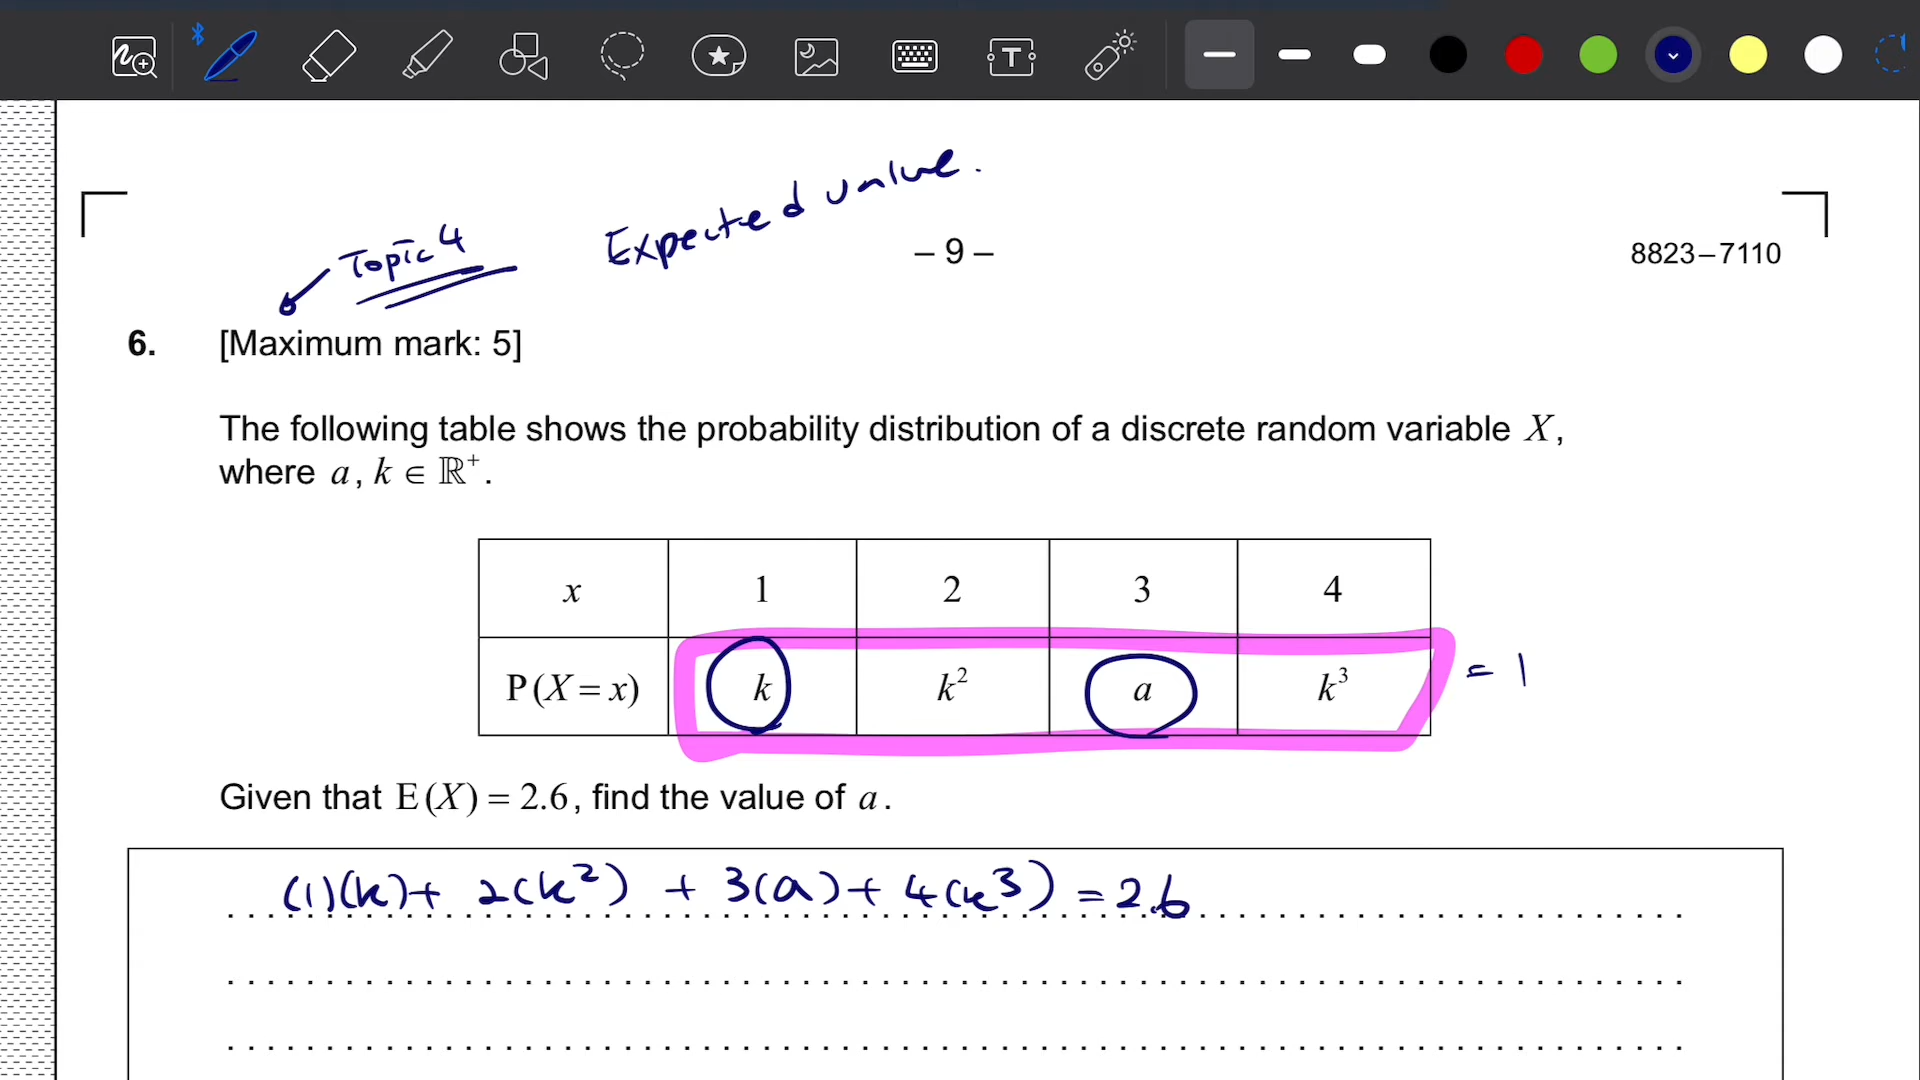 Expected value.
Topic 4
– 9 –
8823–7110
6. [Maximum mark: 5]
The following table shows the probability distribution of a discrete random variable X,
where a, k ∈ ℝ⁺.
x 1 2 3 4
P(X = x) k k² a k³ = 1
Given that E(X) = 2.6, find the value of a.
(1)(k) + 2(k²) + 3(a) + 4(k³) = 2.6